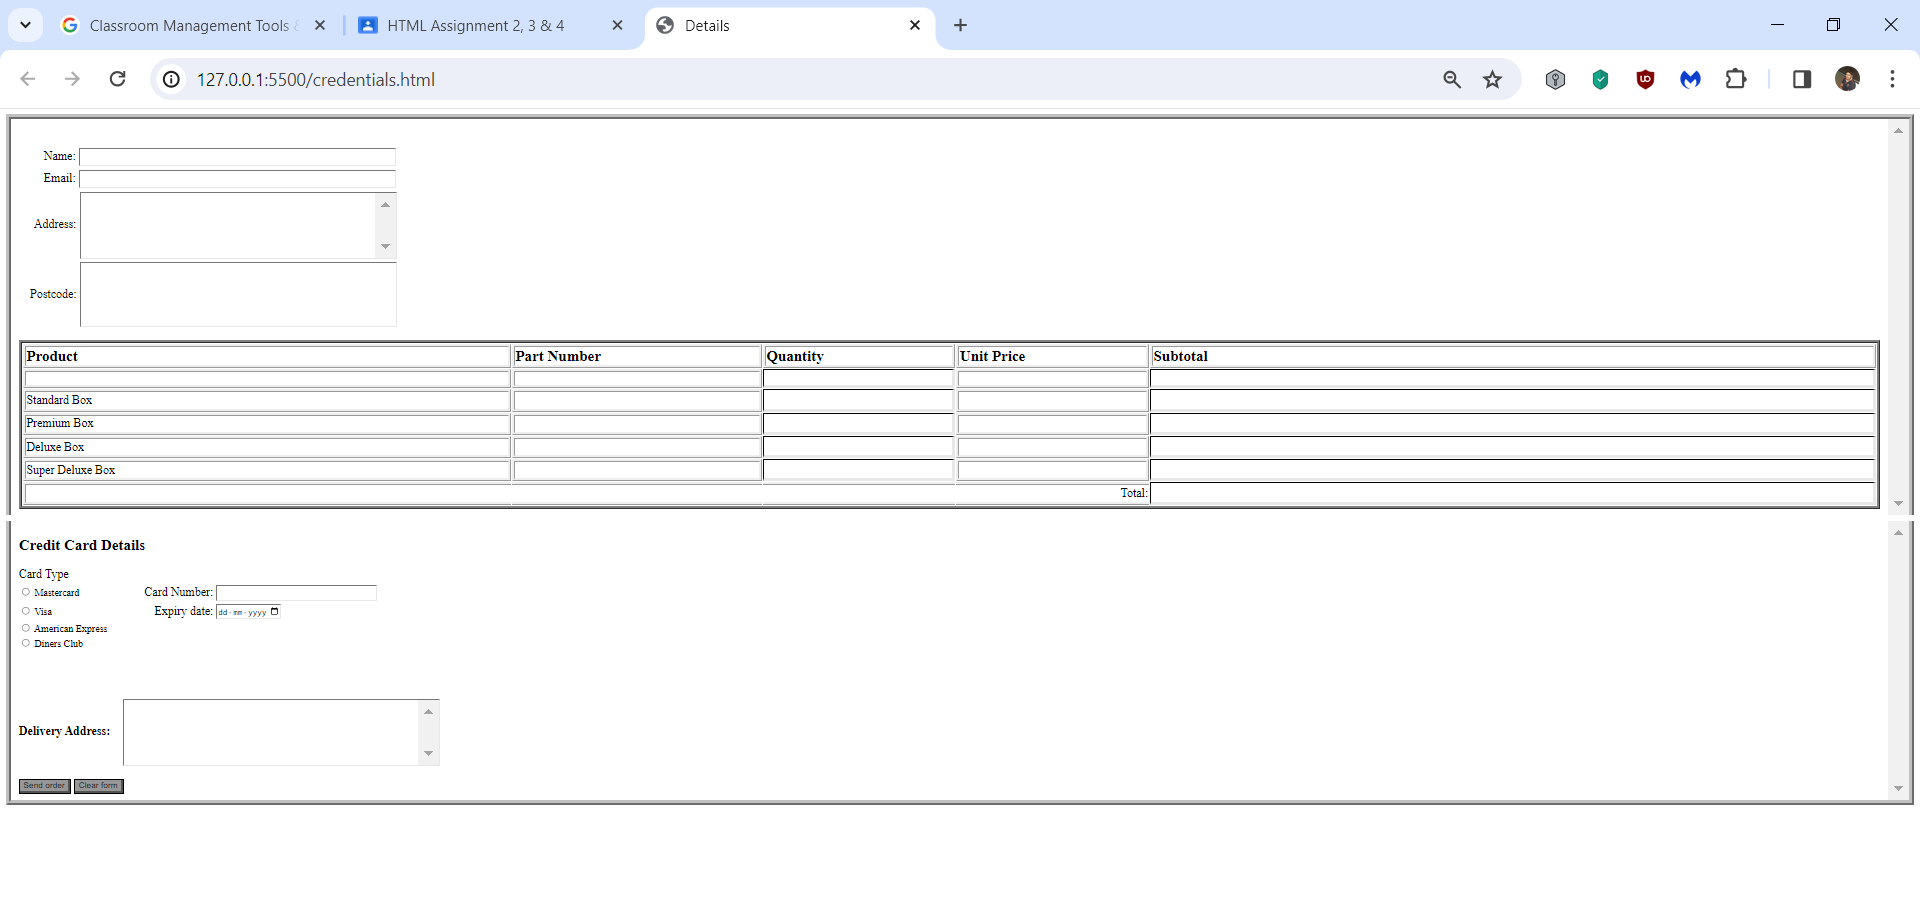 Classroom Management Tools &
HTML Assignment 2, 3 & 4
Details
127.0.0.1:5500/credentials.html
Name:
Email:
Address:
Postcode:
Product Part Number Quantity Unit Price Subtotal
Standard Box
Premium Box
Deluxe Box
Super Deluxe Box
Total:
Credit Card Details
Card Type
Mastercard Card Number:
Visa Expiry date: dd-mm-yyyy
American Express
Diners Club
Delivery Address:
Send order Clear form